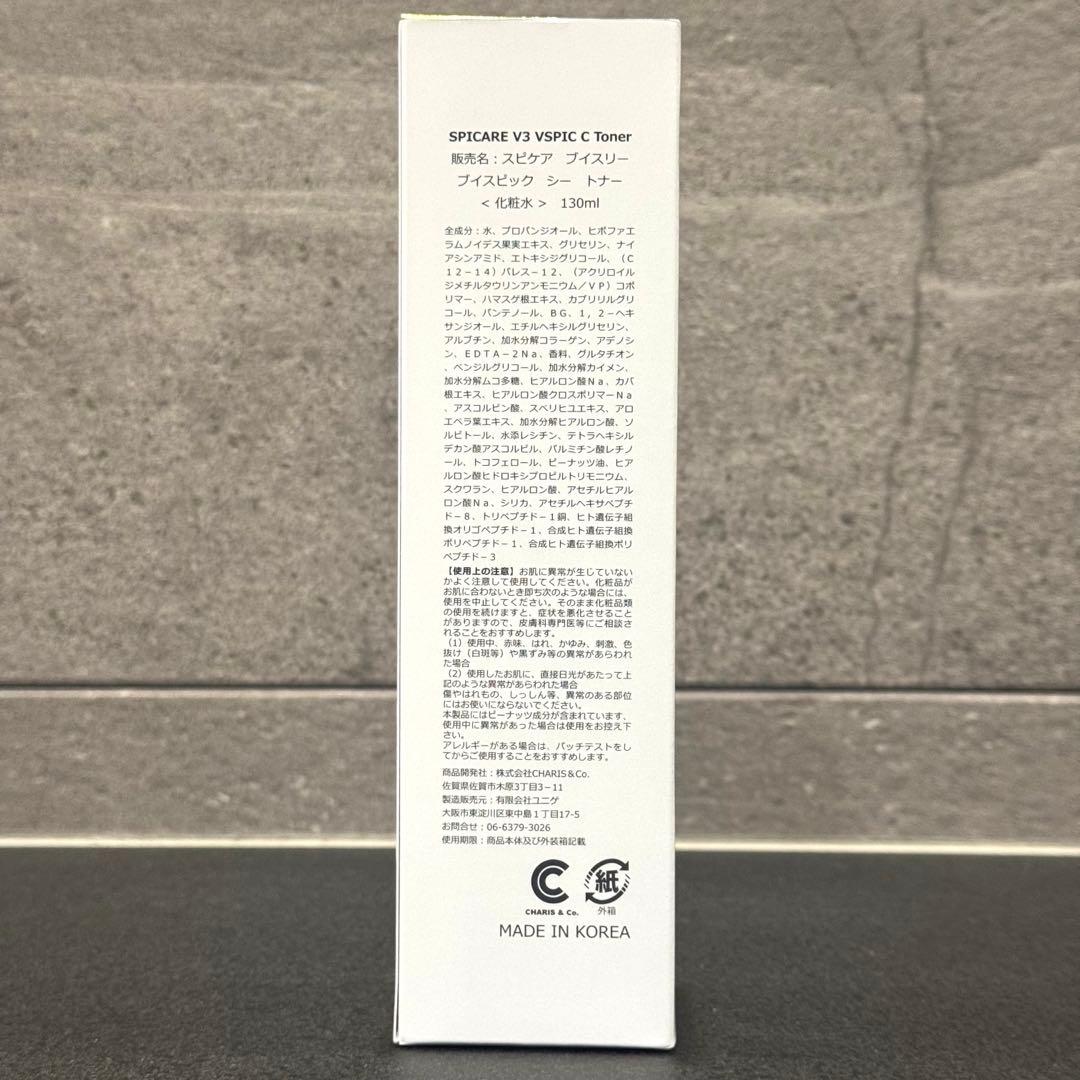 SPICARE V3 VSPIC C Toner
販売名：スピケア　ブイスリー
ブイスピック　シー　トナー
＜化粧水＞　130ml
全成分：水、プロパンジオール、ヒポファエ
ラムノイデス果実エキス、グリセリン、ナイ
アシンアミド、エトキシジグリコール、（Ｃ
１２－１４）パレス－１２、（アクリロイル
ジメチルタウリンアンモニウム／ＶＰ）コポ
リマー、ハマスゲ根エキス、カプリリルグリ
コール、パンテノール、ＢＧ、１，２－ヘキ
サンジオール、エチルヘキシルグリセリン、
アルブチン、加水分解コラーゲン、アデノシ
ン、ＥＤＴＡ－２Ｎａ、香料、グルタチオン
、ベンジルグリコール、加水分解カイメン、
加水分解ムコ多糖、ヒアルロン酸Ｎａ、カバ
根エキス、ヒアルロン酸クロスポリマーＮａ
、アスコルビン酸、スベリヒユエキス、アロ
エベラ葉エキス、加水分解ヒアルロン酸、ソ
ルビトール、水添レシチン、テトラヘキシル
デカン酸アスコルビル、パルミチン酸レチノ
ール、トコフェロール、ピーナッツ油、ヒア
ルロン酸ヒドロキシプロピルトリモニウム、
スクワラン、ヒアルロン酸、アセチルヒアル
ロン酸Ｎａ、シリカ、アセチルヘキサペプチ
ド－８、トリペプチド－１銅、ヒト遺伝子組
換オリゴペプチド－１、合成ヒト遺伝子組換
ポリペプチド－１、合成ヒト遺伝子組換ポリ
ペプチド－３
【使用上の注意】お肌に異常が生じていない
かよく注意して使用してください。化粧品が
お肌に合わないとき即ち次のような場合には、
使用を中止してください。そのまま化粧品類
の使用を続けますと、症状を悪化させること
がありますので、皮膚科専門医等にご相談さ
れることをおすすめします。
（1）使用中、赤味、はれ、かゆみ、刺激、色
抜け（白斑等）や黒ずみ等の異常があらわれ
た場合
（2）使用したお肌に、直接日光があたって上
記のような異常があらわれた場合
傷やはれもの、しっしん等、異常のある部位
にはお使いにならないでください。
本製品にはピーナッツ成分が含まれています、
使用中に異常があった場合は使用をお控え下
さい。
アレルギーがある場合は、パッチテストをし
てからご使用することをおすすめします。
商品開発社：株式会社CHARIS＆Co.
佐賀県佐賀市木原3丁目3－11
製造販売元：有限会社ユニゲ
大阪市東淀川区東中島１丁目17-5
お問合せ：06-6379-3026
使用期限：商品本体及び外装箱記載
CHARIS & Co.
紙
外箱
MADE IN KOREA